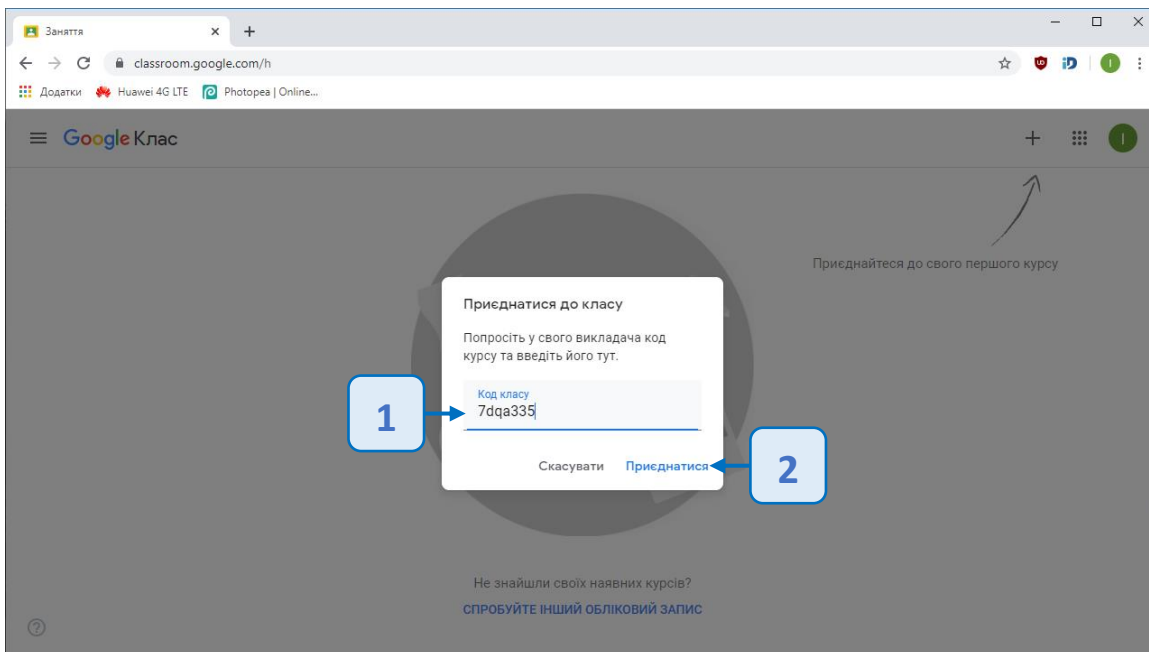 Заняття
classroom.google.com/h
Додатки Huawei 4G LTE Photopea | Online...
Google Клас
I
Приєднайтеся до свого першого курсу
Приєднатися до класу
Попросіть у свого викладача код
курсу та введіть його тут.
Код класу
7dqa335
1
Скасувати Приєднатися
2
Не знайшли своїх наявних курсів?
СПРОБУЙТЕ ІНШИЙ ОБЛІКОВИЙ ЗАПИС